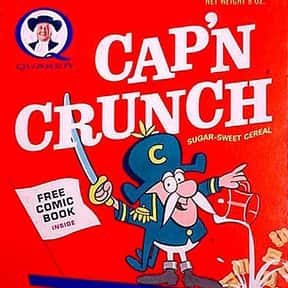 NET WEIGHT 8 OZ.
QUAKER
CAP'N
CRUNCH
SUGAR-SWEET CEREAL
C
FREE
COMIC
BOOK
INSIDE